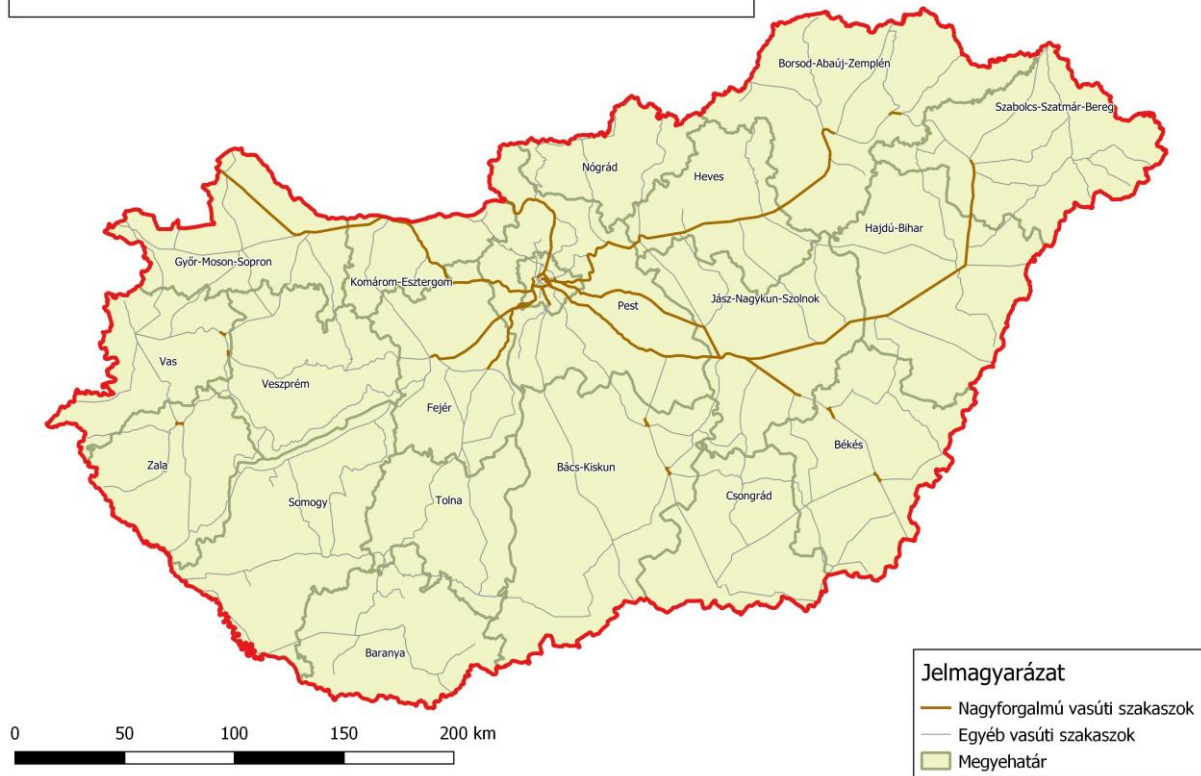 Borsod-Abaúj-Zemplén
Szabolcs-Szatmár-Bereg
Nógrád
Heves
Hajdú-Bihar
Győr-Moson-Sopron
Komárom-Esztergom
Pest
Jász-Nagykun-Szolnok
Vas
Veszprém
Fejér
Zala
Somogy
Tolna
Bács-Kiskun
Csongrád
Békés
Baranya
0 50 100 150 200 km
Jelmagyarázat
Nagyforgalmú vasúti szakaszok
Egyéb vasúti szakaszok
Megyehatár